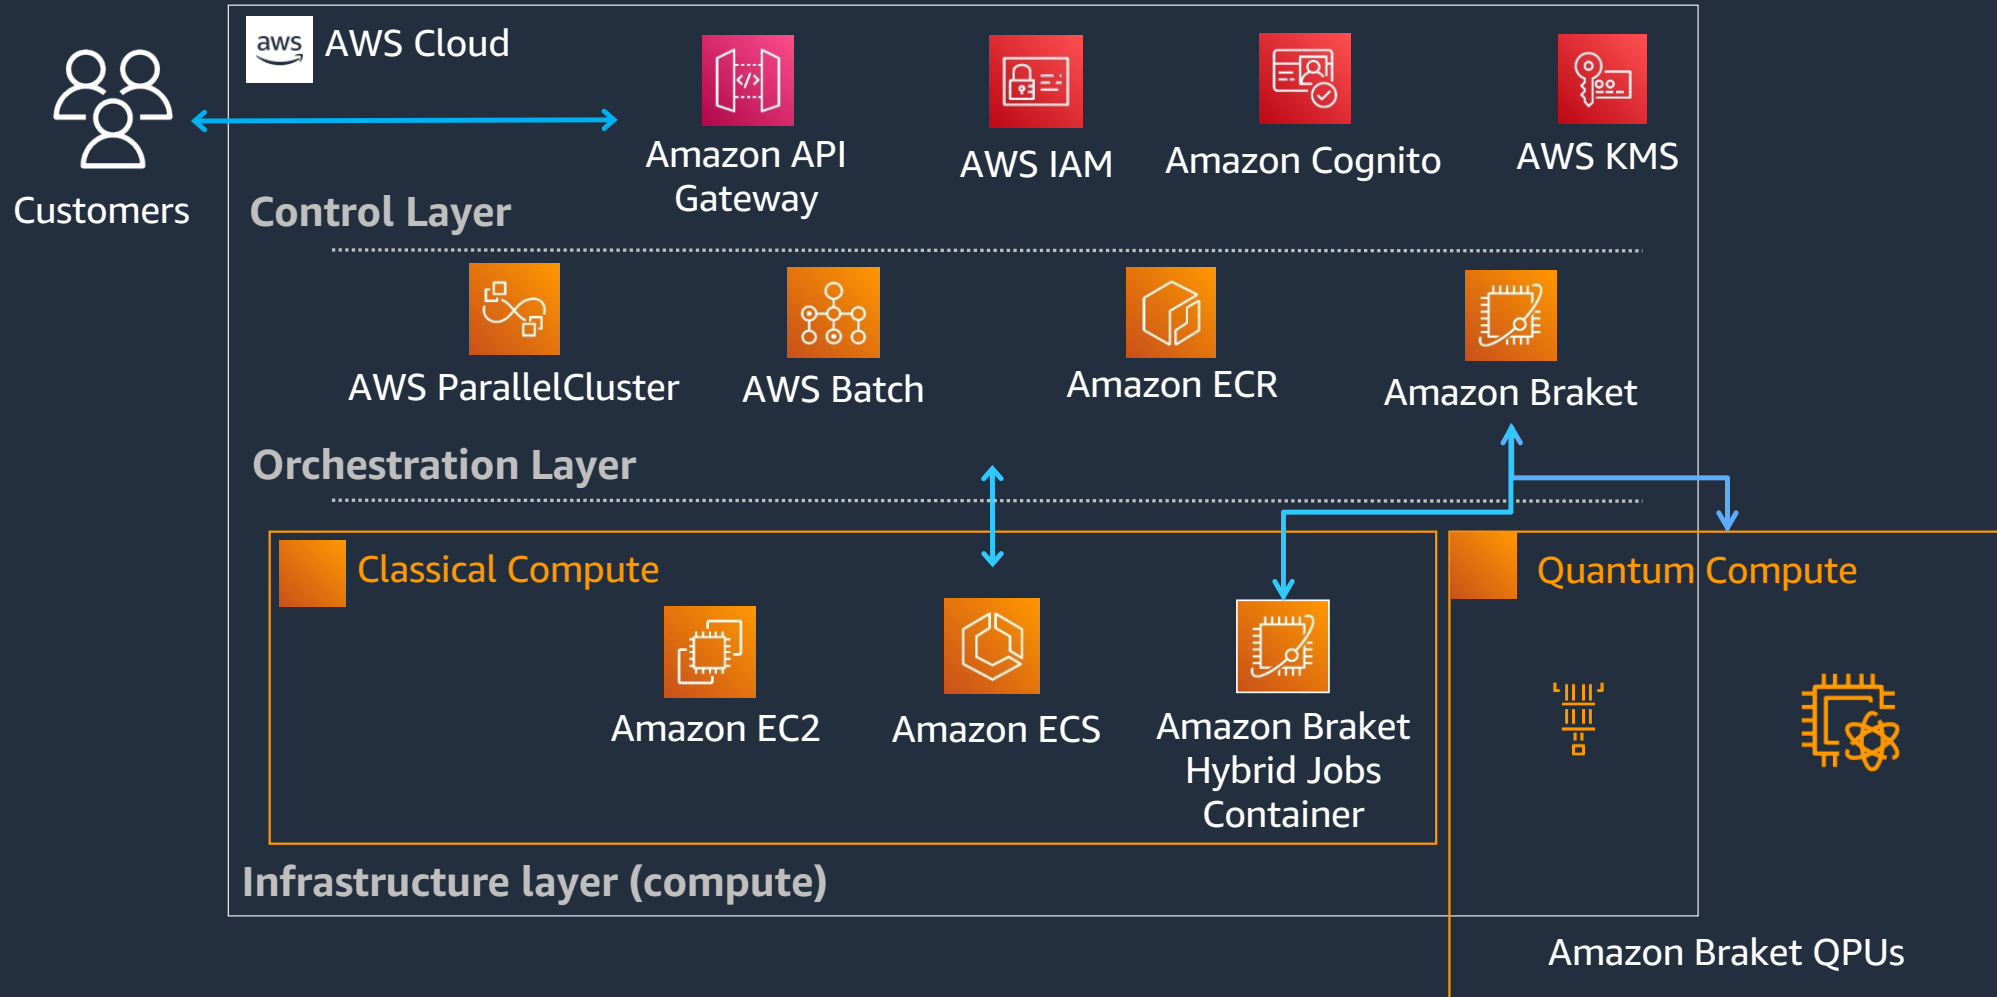 aws
AWS Cloud
Customers
Amazon API
Gateway
AWS IAM
Amazon Cognito
AWS KMS
Control Layer
AWS ParallelCluster
AWS Batch
Amazon ECR
Amazon Braket
Orchestration Layer
Classical Compute
Quantum Compute
Amazon EC2
Amazon ECS
Amazon Braket
Hybrid Jobs
Container
Infrastructure layer (compute)
Amazon Braket QPUs